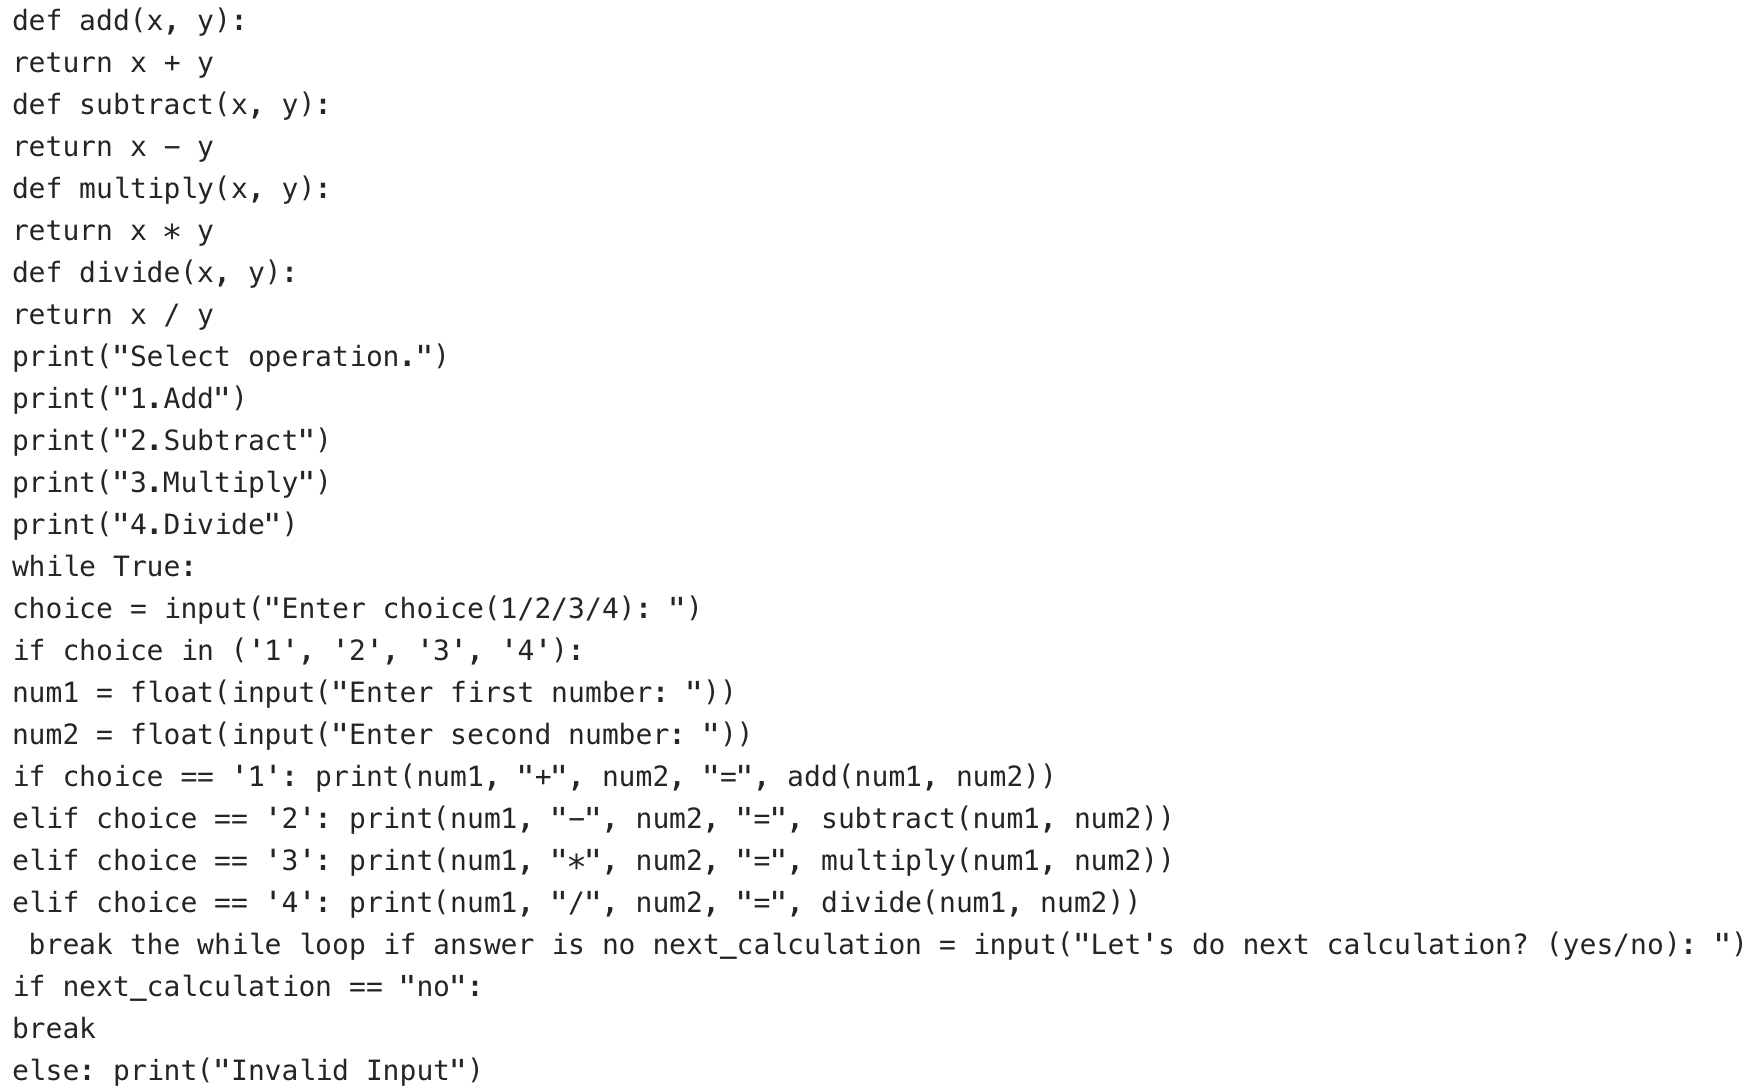 def add(x, y):
return x + y
def subtract(x, y):
return x − y
def multiply(x, y):
return x * y
def divide(x, y):
return x / y
print("Select operation.")
print("1.Add")
print("2.Subtract")
print("3.Multiply")
print("4.Divide")
while True:
choice = input("Enter choice(1/2/3/4): ")
if choice in ('1', '2', '3', '4'):
num1 = float(input("Enter first number: "))
num2 = float(input("Enter second number: "))
if choice == '1': print(num1, "+", num2, "=", add(num1, num2))
elif choice == '2': print(num1, "−", num2, "=", subtract(num1, num2))
elif choice == '3': print(num1, "*", num2, "=", multiply(num1, num2))
elif choice == '4': print(num1, "/", num2, "=", divide(num1, num2))
 break the while loop if answer is no next_calculation = input("Let's do next calculation? (yes/no): ")
if next_calculation == "no":
break
else: print("Invalid Input")